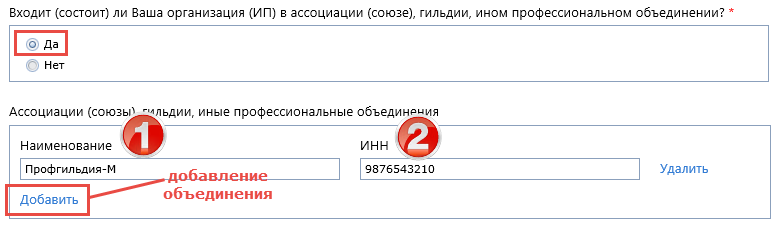 Входит (состоит) ли Ваша организация (ИП) в ассоциации (союзе), гильдии, ином профессиональном объединении? *
Да
Нет
Ассоциации (союзы), гильдии, иные профессиональные объединения
1
2
Наименование
ИНН
Профгильдия-М
9876543210
Удалить
добавление
объединения
Добавить